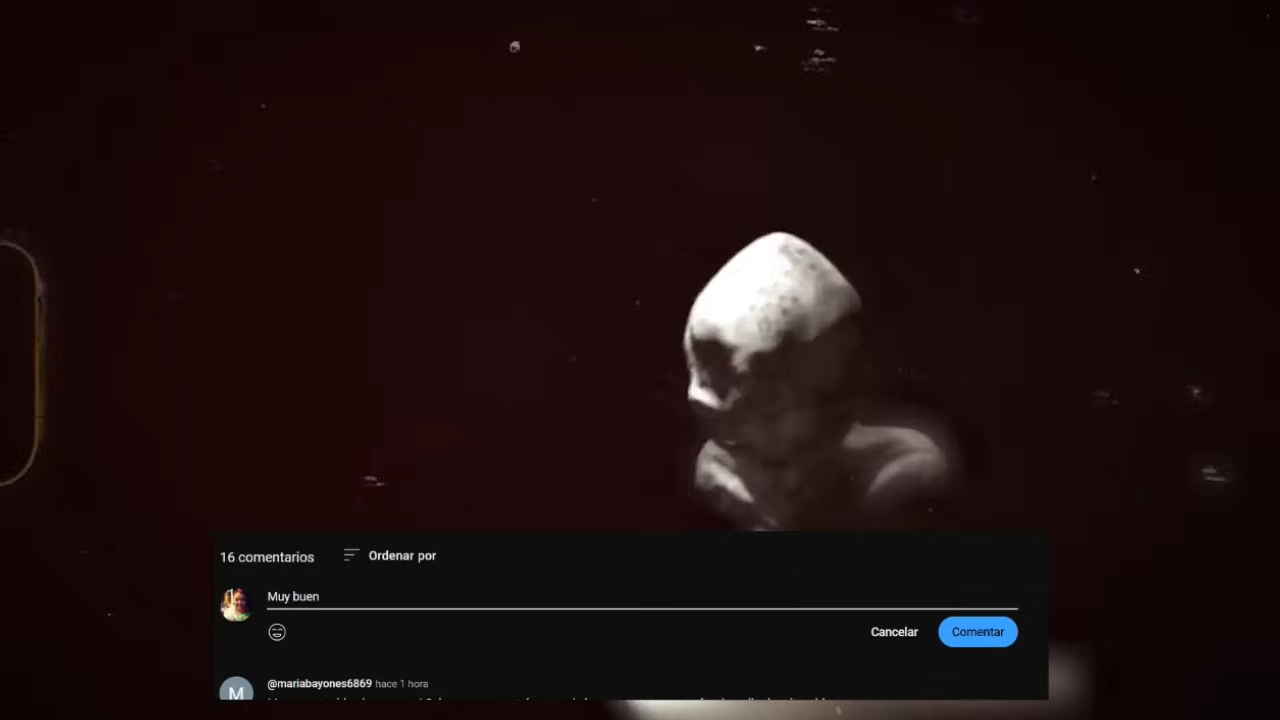 16 comentarios
Ordenar por
Muy buen
Cancelar
Comentar
M
@mariabayones6869 hace 1 hora